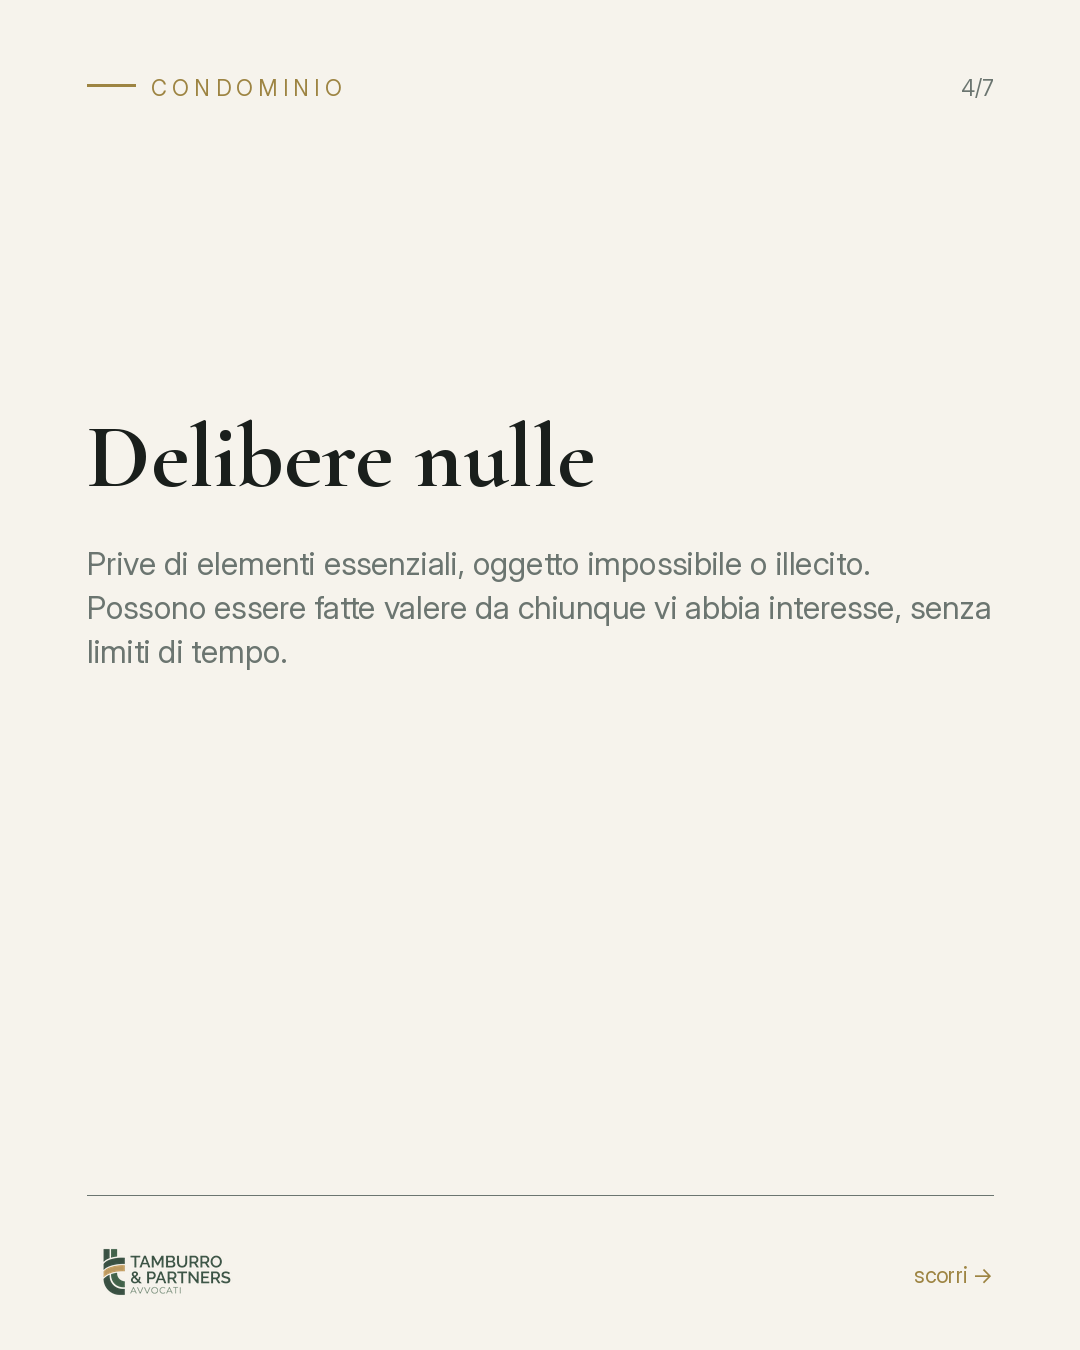 CONDOMINIO
4/7
Delibere nulle
Prive di elementi essenziali, oggetto impossibile o illecito.
Possono essere fatte valere da chiunque vi abbia interesse, senza
limiti di tempo.
TAMBURRO
& PARTNERS
AVVOCATI
scorri →